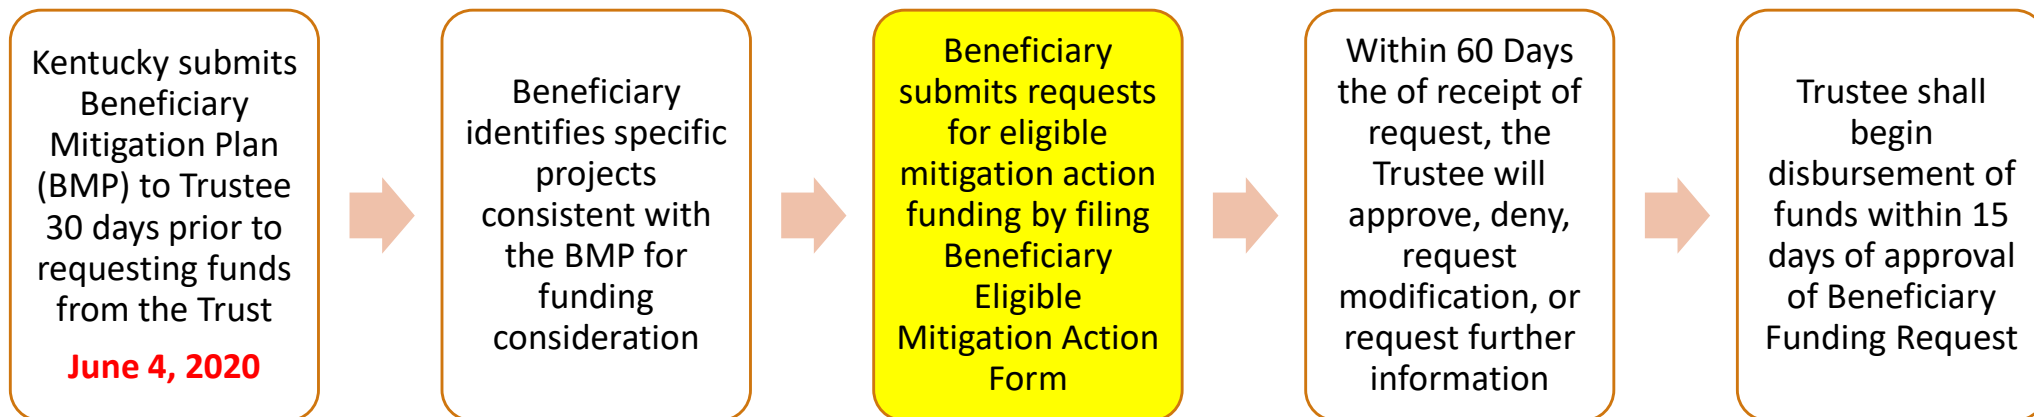 Kentucky submits
Beneficiary
Mitigation Plan
(BMP) to Trustee
30 days prior to
requesting funds
from the Trust
June 4, 2020
Beneficiary
identifies specific
projects
consistent with
the BMP for
funding
consideration
Beneficiary
submits requests
for eligible
mitigation action
funding by filing
Beneficiary
Eligible
Mitigation Action
Form
Within 60 Days
the of receipt of
request, the
Trustee will
approve, deny,
request
modification, or
request further
information
Trustee shall
begin
disbursement of
funds within 15
days of approval
of Beneficiary
Funding Request